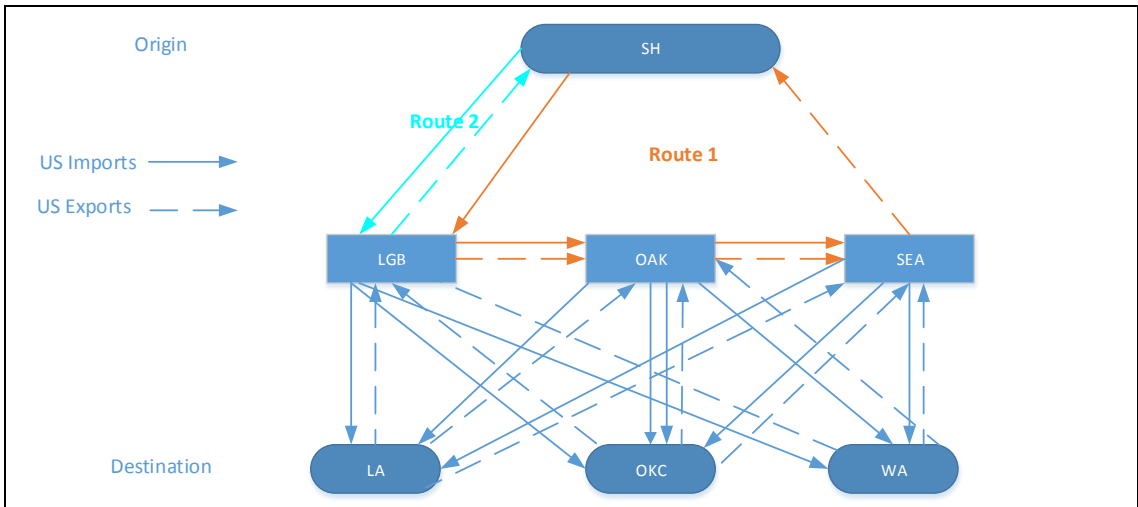 Origin
SH
Route 2
Route 1
US Imports
US Exports
LGB
OAK
SEA
Destination
LA
OKC
WA